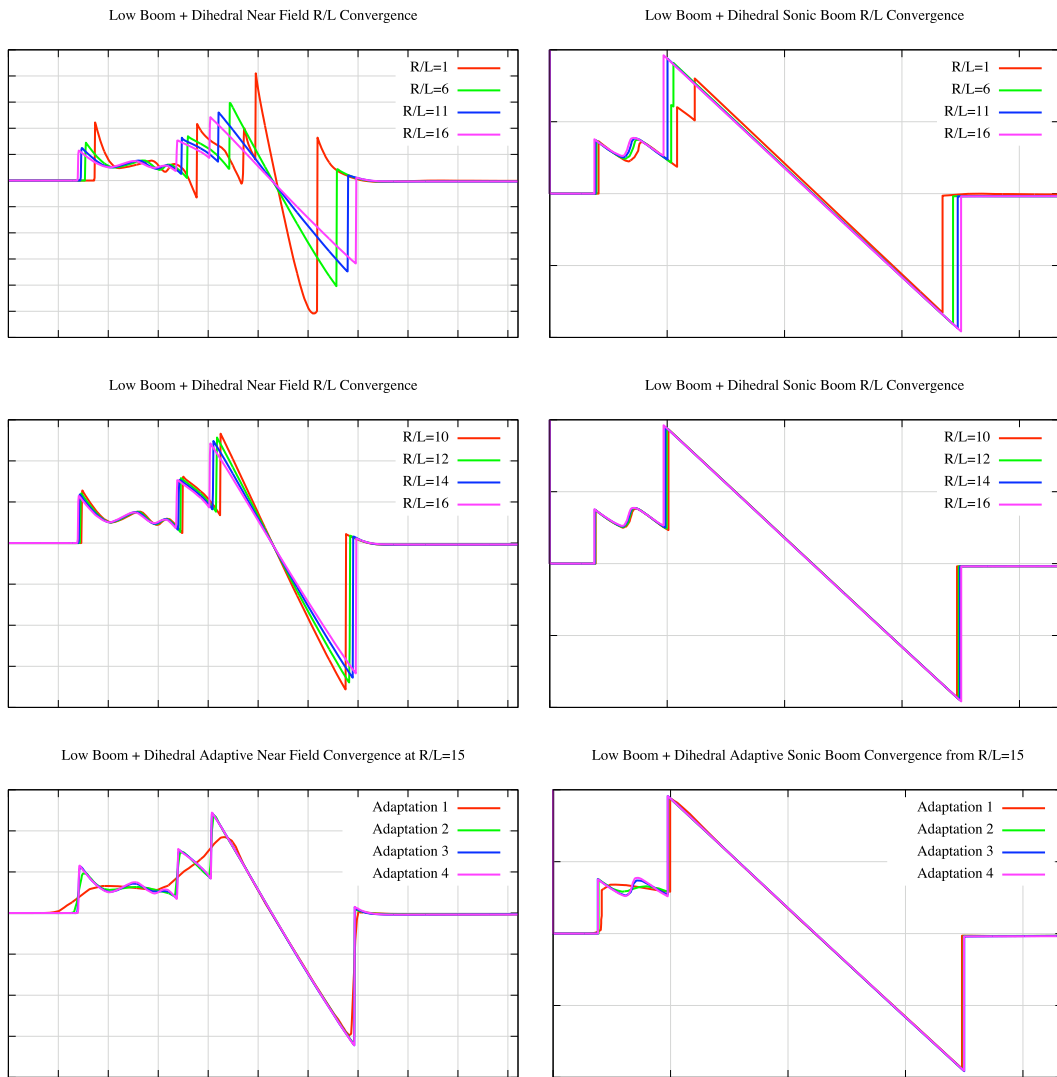 Low Boom + Dihedral Near Field R/L Convergence
R/L=1
R/L=6
R/L=11
R/L=16
Low Boom + Dihedral Sonic Boom R/L Convergence
R/L=1
R/L=6
R/L=11
R/L=16
Low Boom + Dihedral Near Field R/L Convergence
R/L=10
R/L=12
R/L=14
R/L=16
Low Boom + Dihedral Sonic Boom R/L Convergence
R/L=10
R/L=12
R/L=14
R/L=16
Low Boom + Dihedral Adaptive Near Field Convergence at R/L=15
Adaptation 1
Adaptation 2
Adaptation 3
Adaptation 4
Low Boom + Dihedral Adaptive Sonic Boom Convergence from R/L=15
Adaptation 1
Adaptation 2
Adaptation 3
Adaptation 4